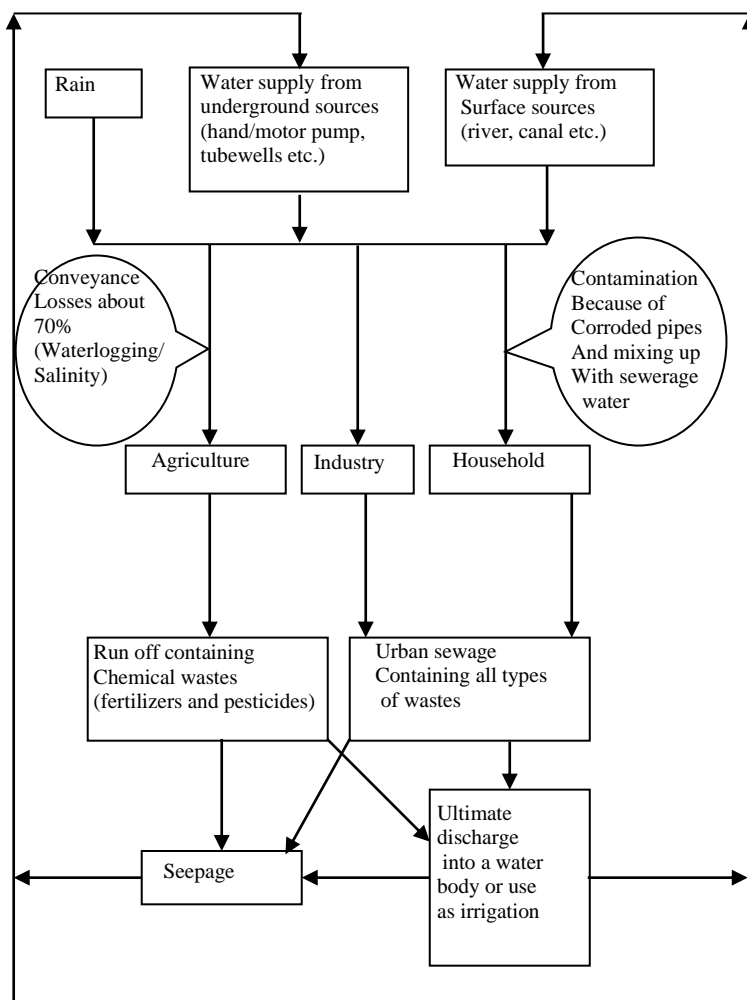 Rain
Water supply from
underground sources
(hand/motor pump,
tubewells etc.)
Water supply from
Surface sources
(river, canal etc.)
Conveyance
Losses about
70%
(Waterlogging/
Salinity)
Contamination
Because of
Corroded pipes
And mixing up
With sewerage
water
Agriculture
Industry
Household
Run off containing
Chemical wastes
(fertilizers and pesticides)
Urban sewage
Containing all types
of wastes
Seepage
Ultimate
discharge
into a water
body or use
as irrigation